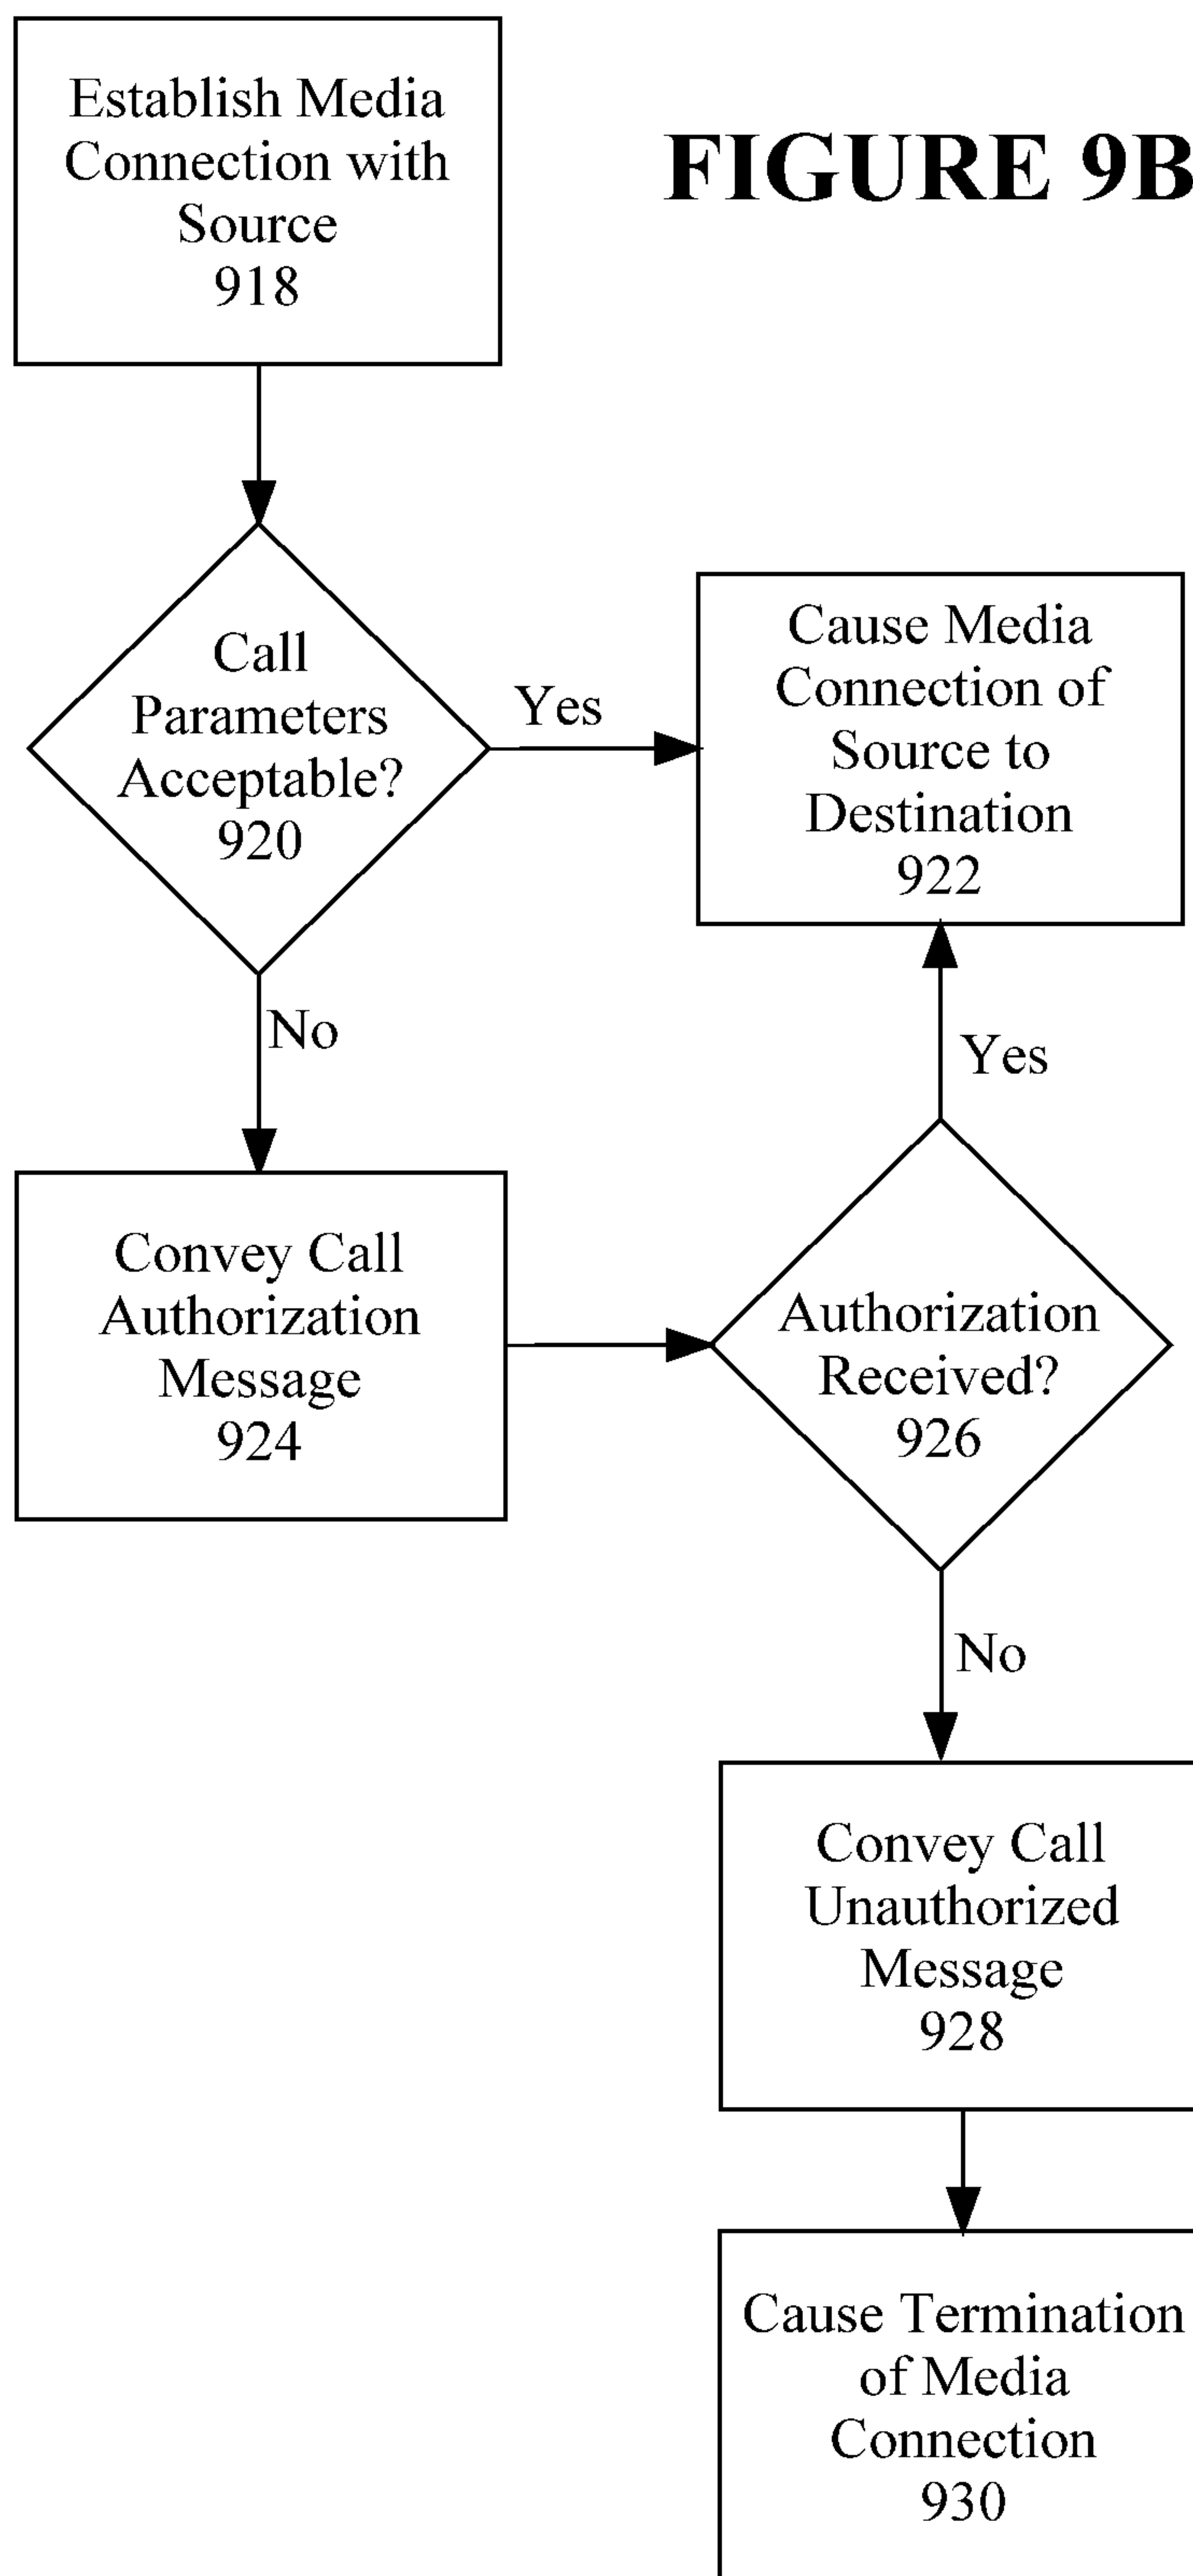 FIGURE 9B
Establish Media
Connection with
Source
918
Call
Parameters
Acceptable?
920
Yes
Cause Media
Connection of
Source to
Destination
922
No
Yes
Convey Call
Authorization
Message
924
Authorization
Received?
926
No
Convey Call
Unauthorized
Message
928
Cause Termination
of Media
Connection
930